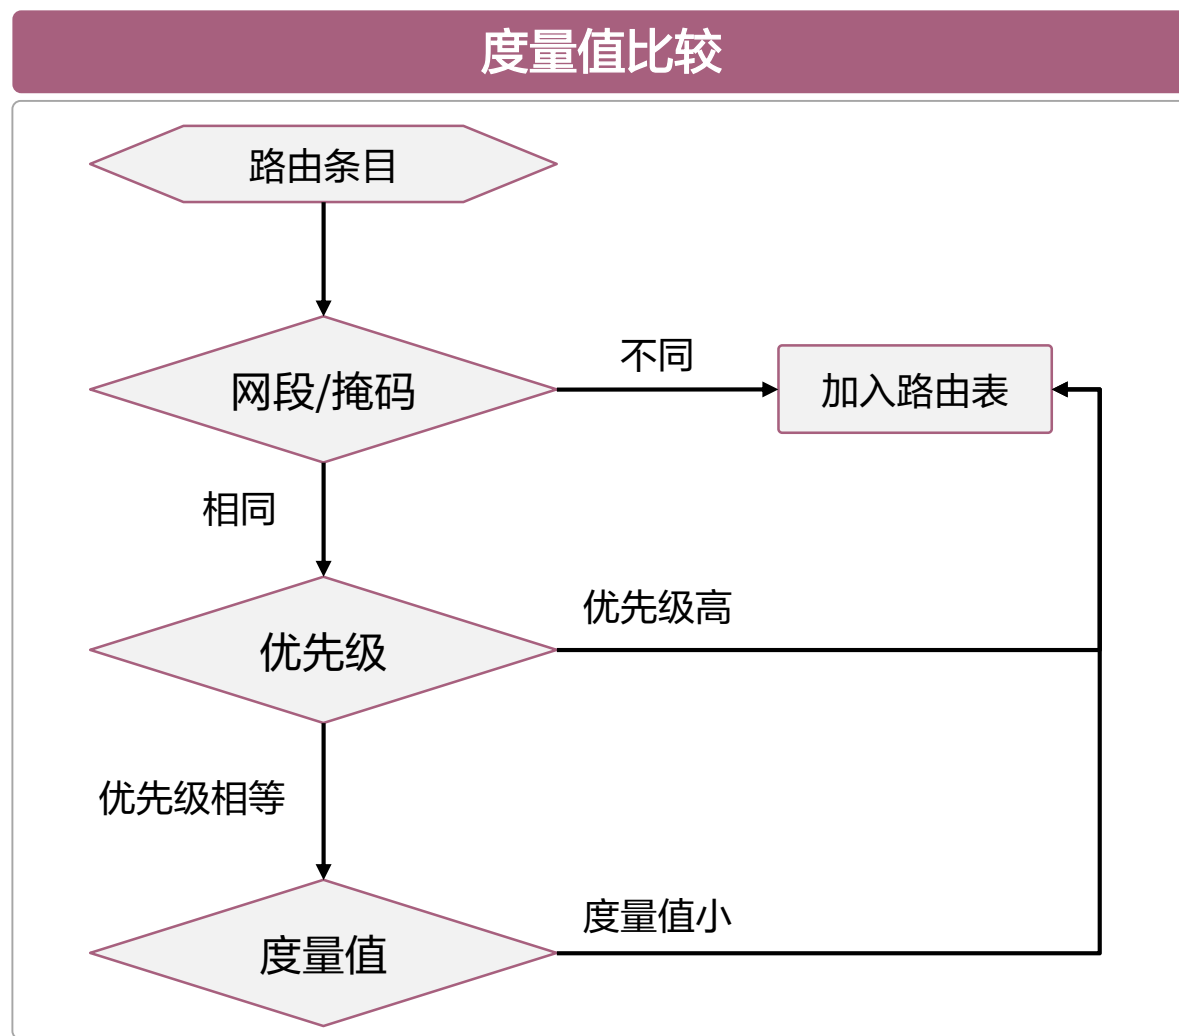 度量值比较
路由条目
网段/掩码
不同
加入路由表
相同
优先级
优先级高
优先级相等
度量值
度量值小